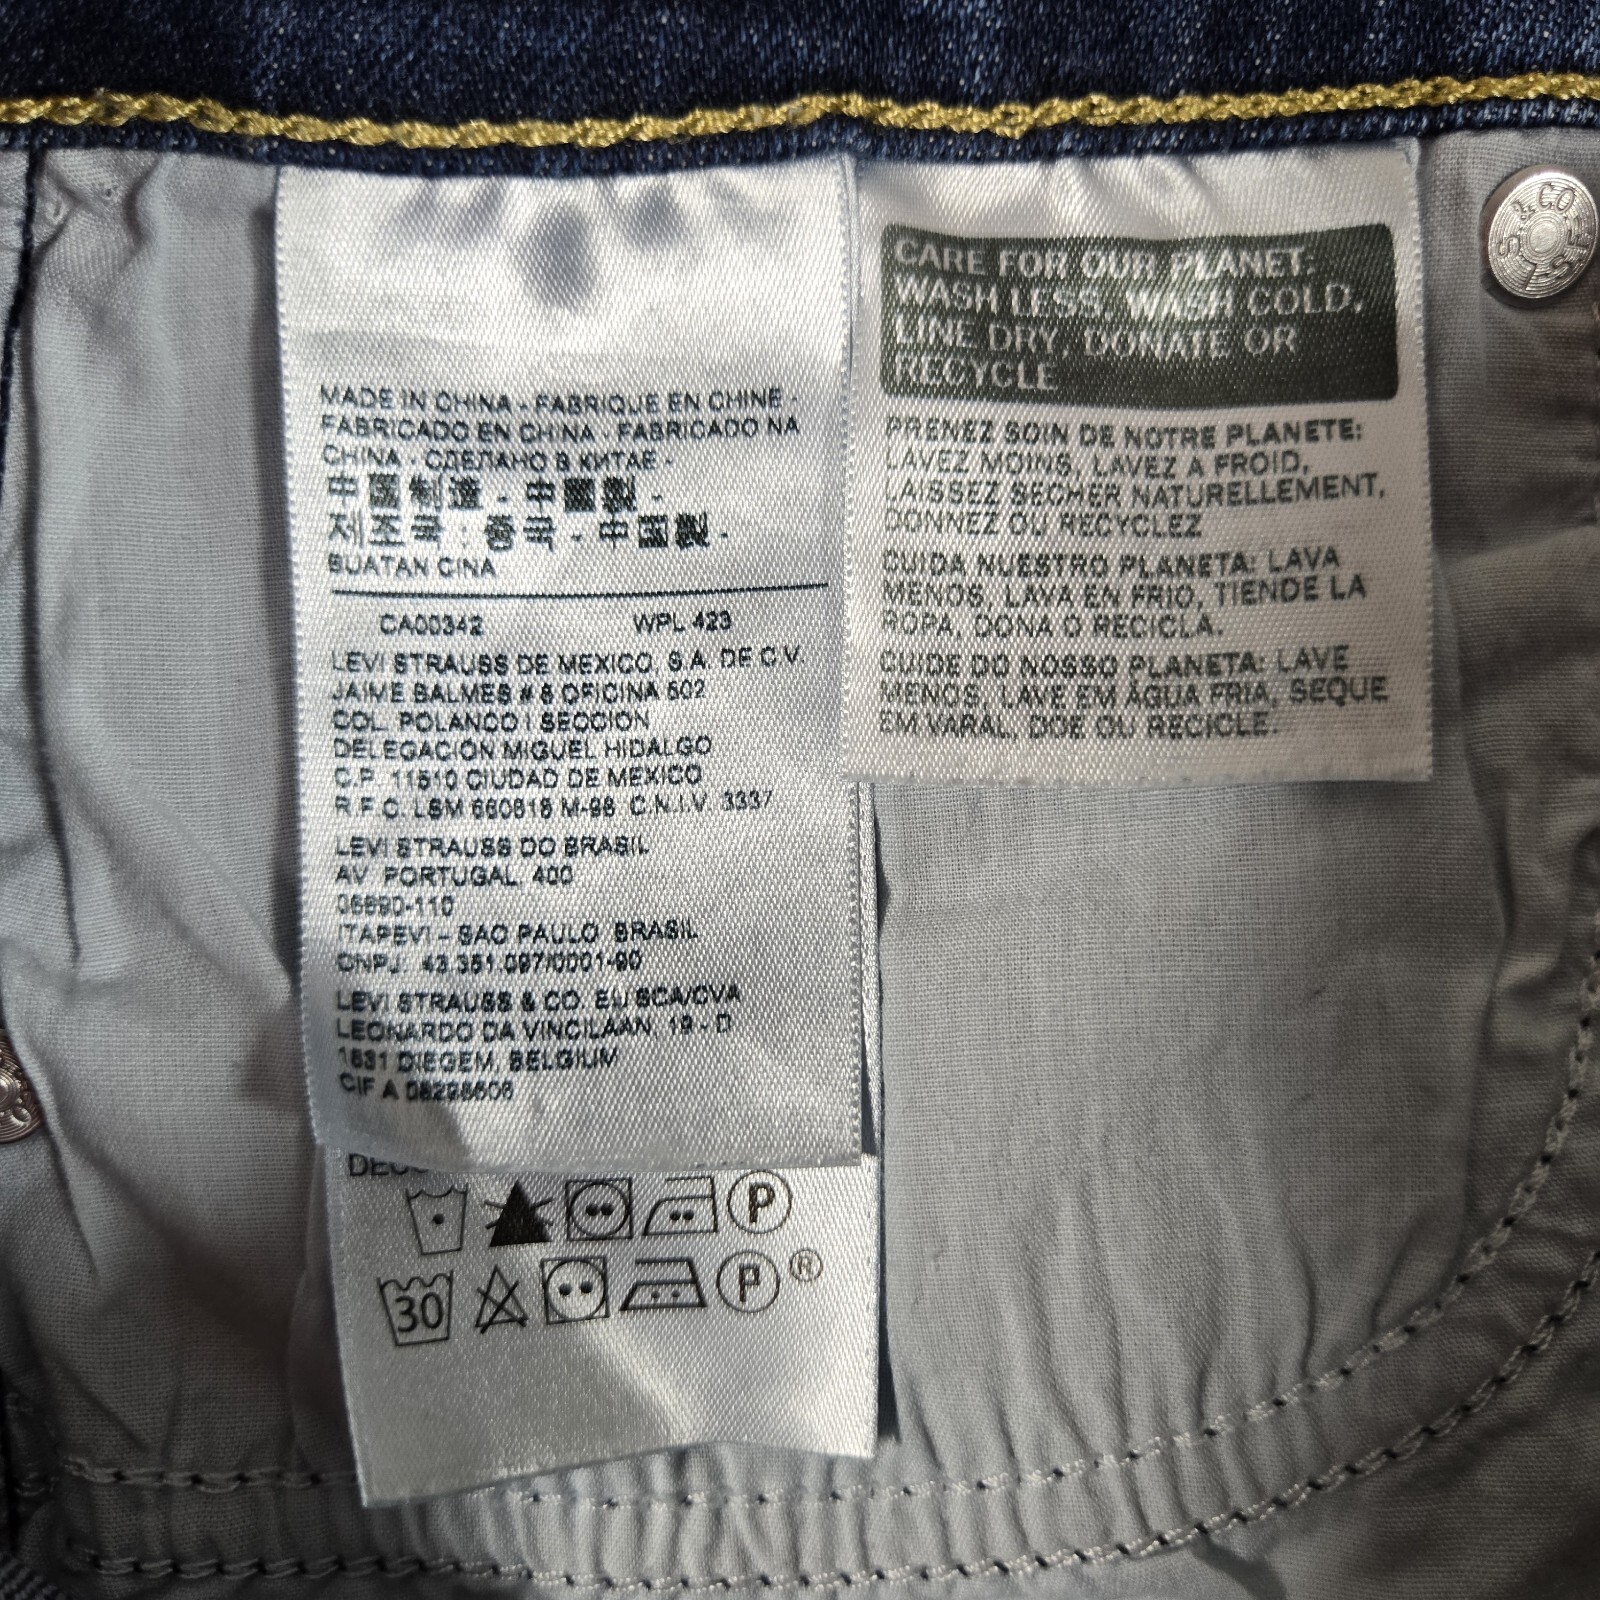 MADE IN CHINA - FABRIQUE EN CHINE -
FABRICADO EN CHINA - FABRICADO NA
CHINA - СДЕЛАНО В КИТАЕ -
中國制造 - 中國製 -
제조국 : 중국 - 中国製 -
BUATAN CINA
CA00342 WPL 423
LEVI STRAUSS DE MEXICO, S.A. DE C.V.
JAIME BALMES # 8 OFICINA 502
COL. POLANCO I SECCION
DELEGACIÓN MIGUEL HIDALGO
C.P. 11510 CIUDAD DE MEXICO
R.F.C. LSM 660818 M-98 C.N.I.V. 3337
LEVI STRAUSS DO BRASIL
AV. PORTUGAL, 400
06690-110
ITAPEVI - SAO PAULO BRASIL
CNPJ: 43.351.097/0001-90
LEVI STRAUSS & CO. EU SCA/CVA
LEONARDO DA VINCILAAN, 19 - D
1831 DIEGEM, BELGIUM
CIF A 08298606
P
30 P ®
CARE FOR OUR PLANET:
WASH LESS, WASH COLD,
LINE DRY, DONATE OR
RECYCLE
PRENEZ SOIN DE NOTRE PLANETE:
LAVEZ MOINS, LAVEZ A FROID,
LAISSEZ SECHER NATURELLEMENT,
DONNEZ OU RECYCLEZ
CUIDA NUESTRO PLANETA: LAVA
MENOS, LAVA EN FRIO, TIENDE LA
ROPA, DONA O RECICLA.
CUIDE DO NOSSO PLANETA: LAVE
MENOS, LAVE EM ÁGUA FRIA, SEQUE
EM VARAL, DOE OU RECICLE.
L.S. & CO. S.F.